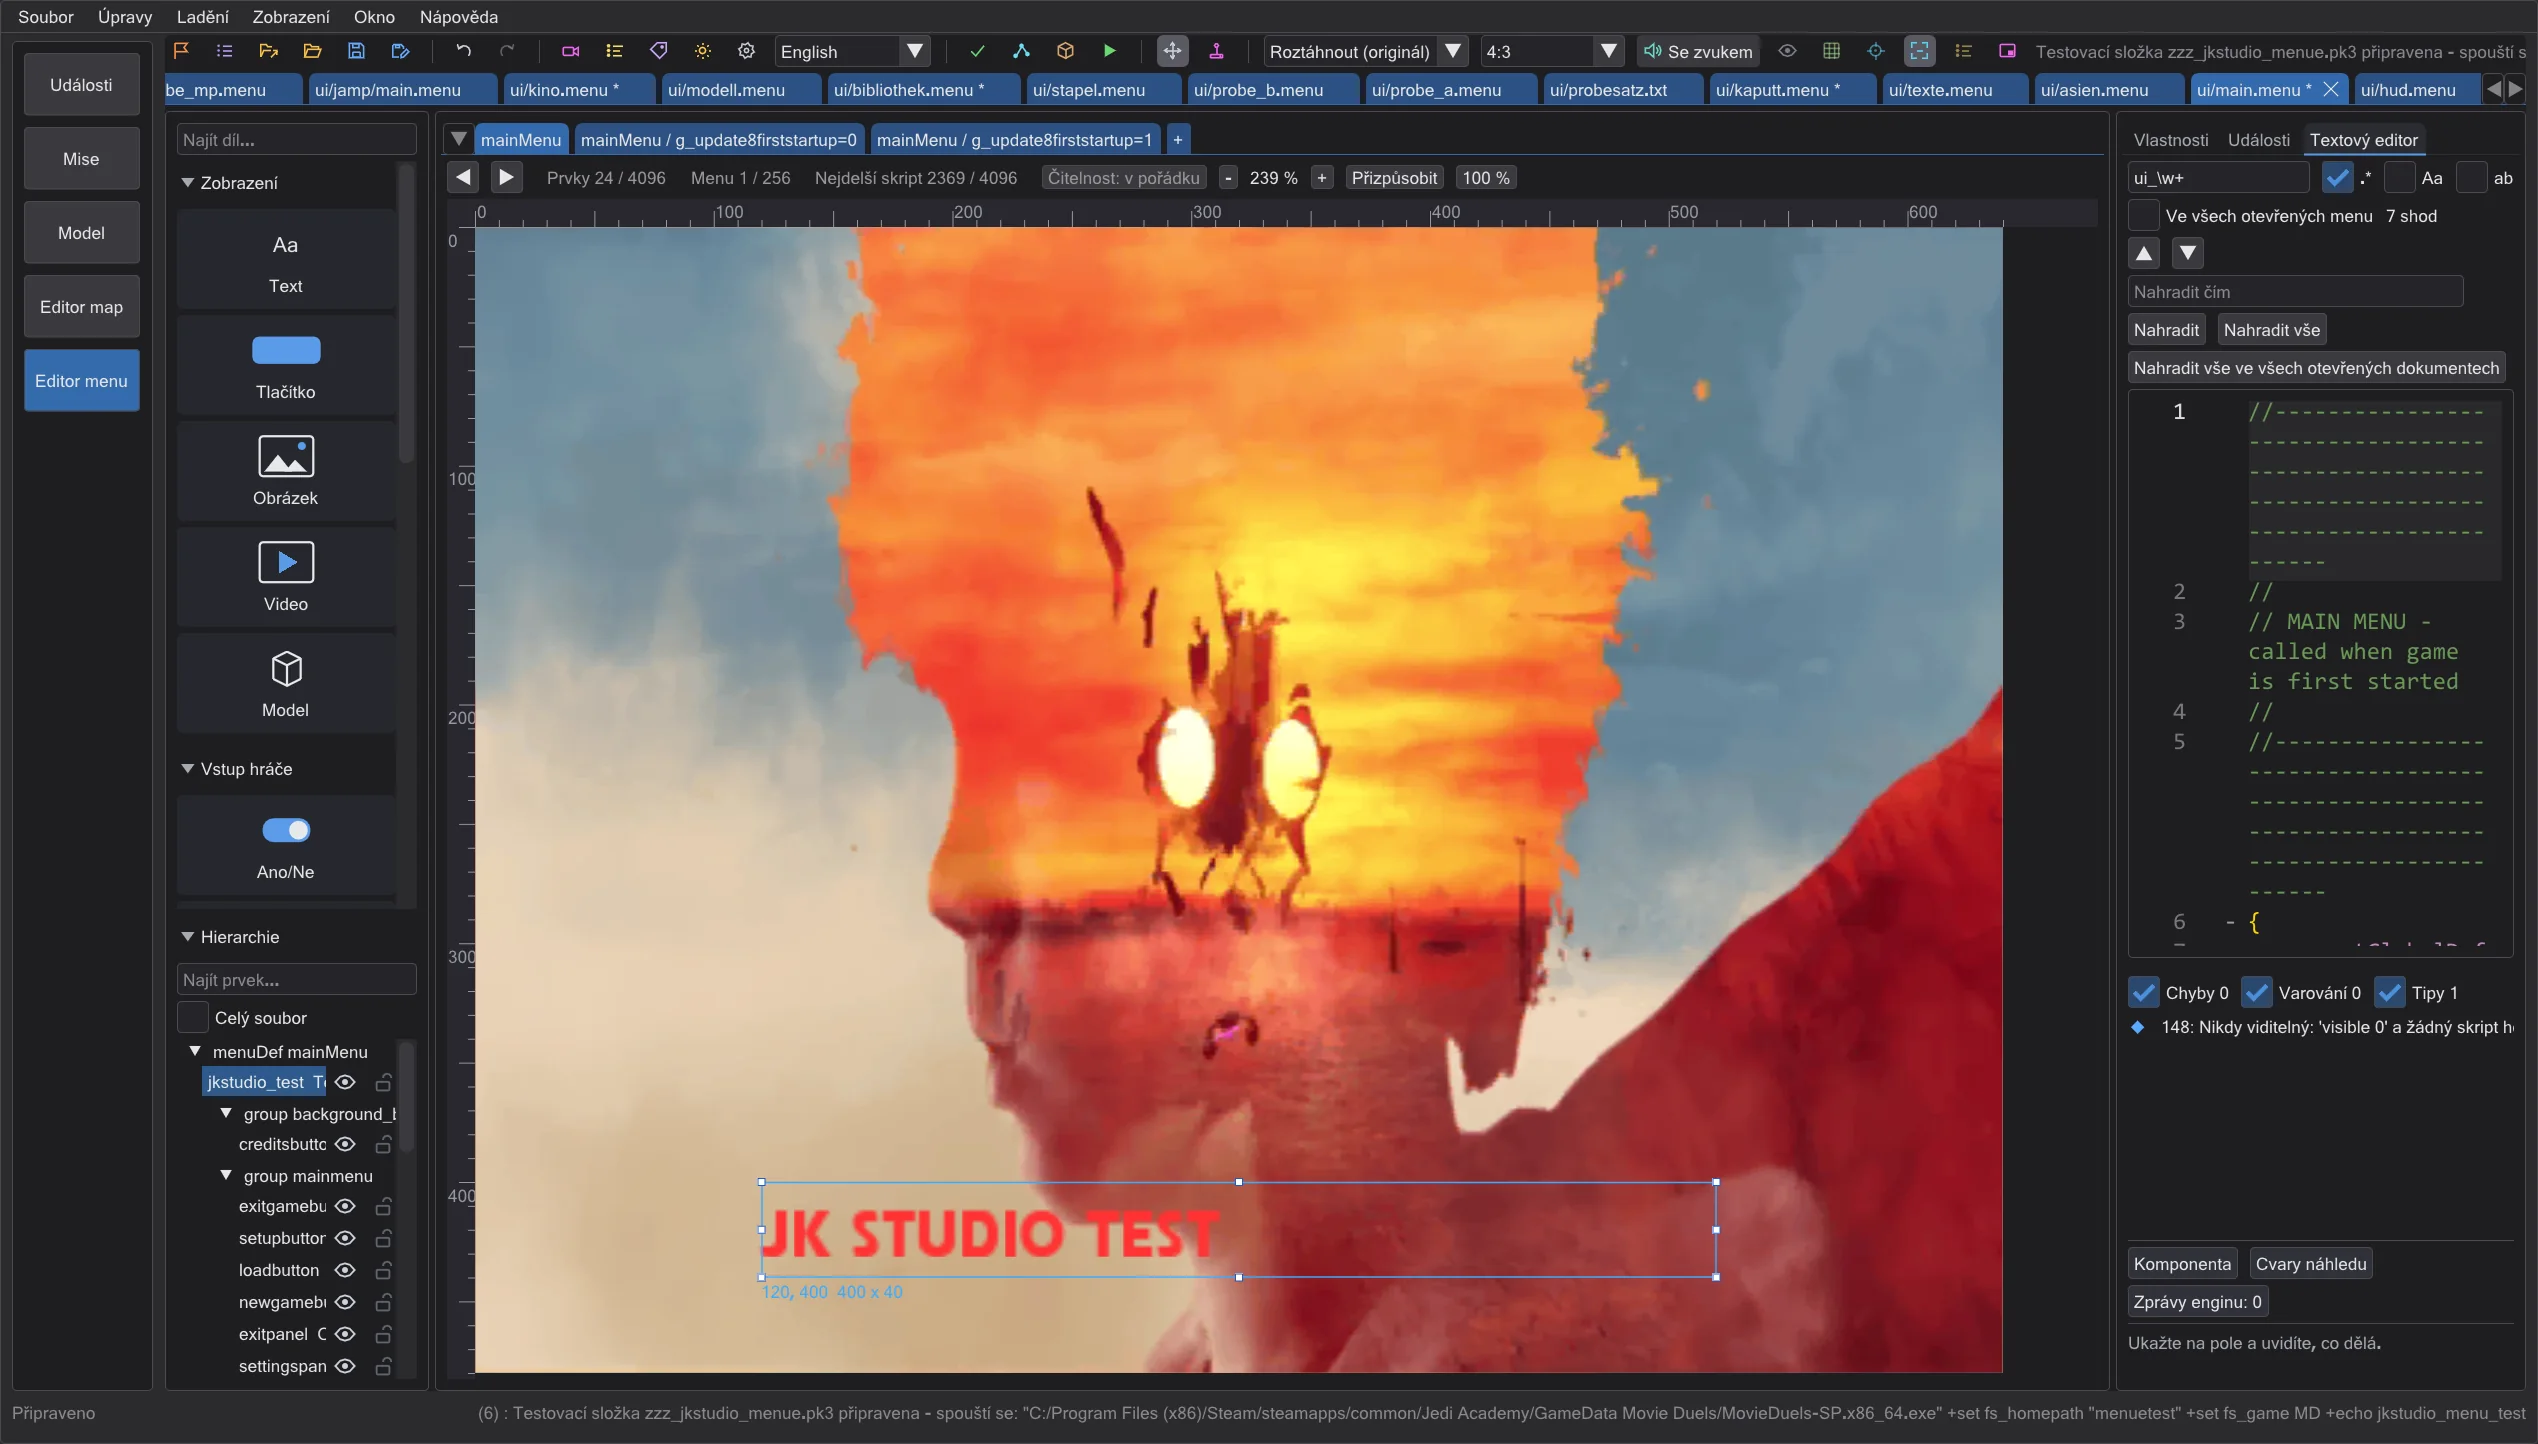 Soubor Úpravy Ladění Zobrazení Okno Nápověda
English
Roztáhnout (originál)
4:3
Se zvukem
Testovací složka zzz_jkstudio_menue.pk3 připravena - spouští s
Události
Mise
Model
Editor map
Editor menu
be_mp.menu
ui/jamp/main.menu
ui/kino.menu *
ui/modell.menu
ui/bibliothek.menu *
ui/stapel.menu
ui/probe_b.menu
ui/probe_a.menu
ui/probesatz.txt
ui/kaputt.menu *
ui/texte.menu
ui/asien.menu
ui/main.menu *
ui/hud.menu
Najít díl...
Zobrazení
Aa
Text
Tlačítko
Obrázek
Video
Model
Vstup hráče
Ano/Ne
Hierarchie
Najít prvek...
Celý soubor
menuDef mainMenu
jkstudio_test
group background_
creditsbutto
group mainmenu
exitgamebu
setupbutton
loadbutton
newgamebu
exitpanel
settingspan
mainMenu
mainMenu / g_update8firststartup=0
mainMenu / g_update8firststartup=1
+
Prvky 24 / 4096
Menu 1 / 256
Nejdelší skript 2369 / 4096
Čitelnost: v pořádku
- 239 % +
Přizpůsobit
100 %
0 100 200 300 400 500 600
0
100
200
300
400
JK STUDIO TEST
120, 400 400 x 40
Vlastnosti Události Textový editor
ui_\w+
.* Aa ab
Ve všech otevřených menu 7 shod
Nahradit čím
Nahradit
Nahradit vše
Nahradit vše ve všech otevřených dokumentech
1 //----------------
------------------
------------------
------------------
------------------
------
2 //
3 // MAIN MENU -
called when game
is first started
4 //
5 //----------------
------------------
------------------
------------------
------------------
------
6 - {
Chyby 0 Varování 0 Tipy 1
148: Nikdy viditelný: 'visible 0' a žádný skript h
Komponenta
Cvary náhledu
Zprávy enginu: 0
Ukažte na pole a uvidíte, co dělá.
Připraveno
(6) : Testovací složka zzz_jkstudio_menue.pk3 připravena - spouští se: "C:/Program Files (x86)/Steam/steamapps/common/Jedi Academy/GameData Movie Duels/MovieDuels-SP.x86_64.exe" +set fs_homepath "menuetest" +set fs_game MD +echo jkstudio_menu_test